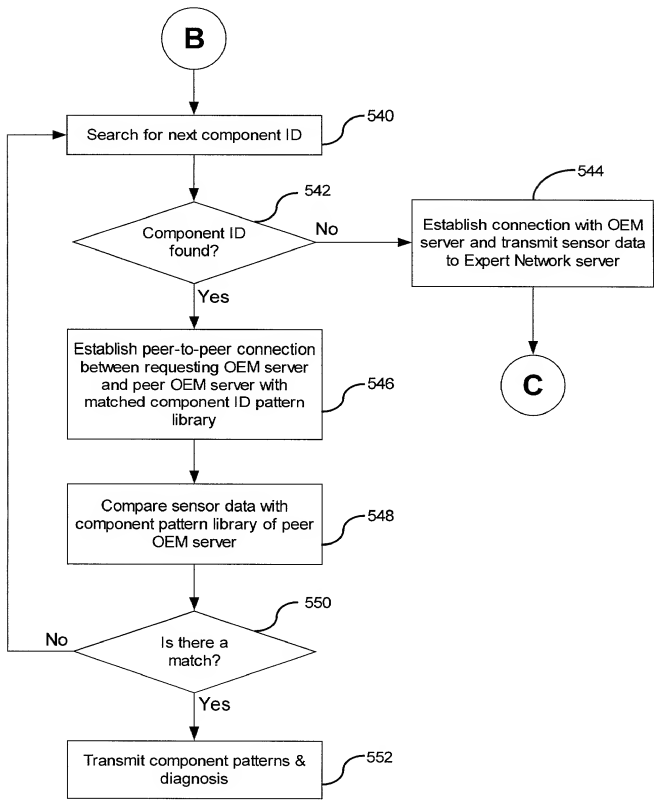 B
Search for next component ID
540
542
Component ID
found?
No
Yes
544
Establish connection with OEM
server and transmit sensor data
to Expert Network server
C
Establish peer-to-peer connection
between requesting OEM server
and peer OEM server with
matched component ID pattern
library
546
Compare sensor data with
component pattern library of peer
OEM server
548
550
Is there a
match?
No
Yes
Transmit component patterns &
diagnosis
552